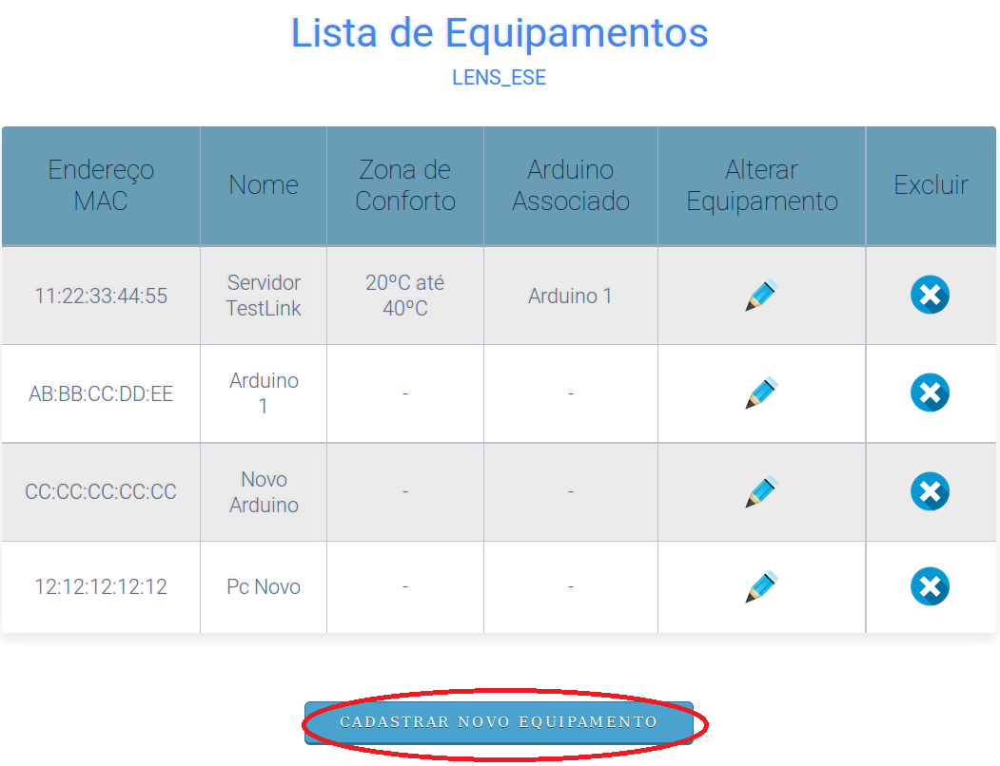 Lista de Equipamentos
LENS_ESE
Endereço
MAC
Nome
Zona de
Conforto
Arduino
Associado
Alterar
Equipamento
Excluir
11:22:33:44:55
Servidor
TestLink
20ºC até
40ºC
Arduino 1
AB:BB:CC:DD:EE
Arduino
1
-
-
CC:CC:CC:CC:CC
Novo
Arduino
-
-
12:12:12:12:12
Pc Novo
-
-
CADASTRAR NOVO EQUIPAMENTO